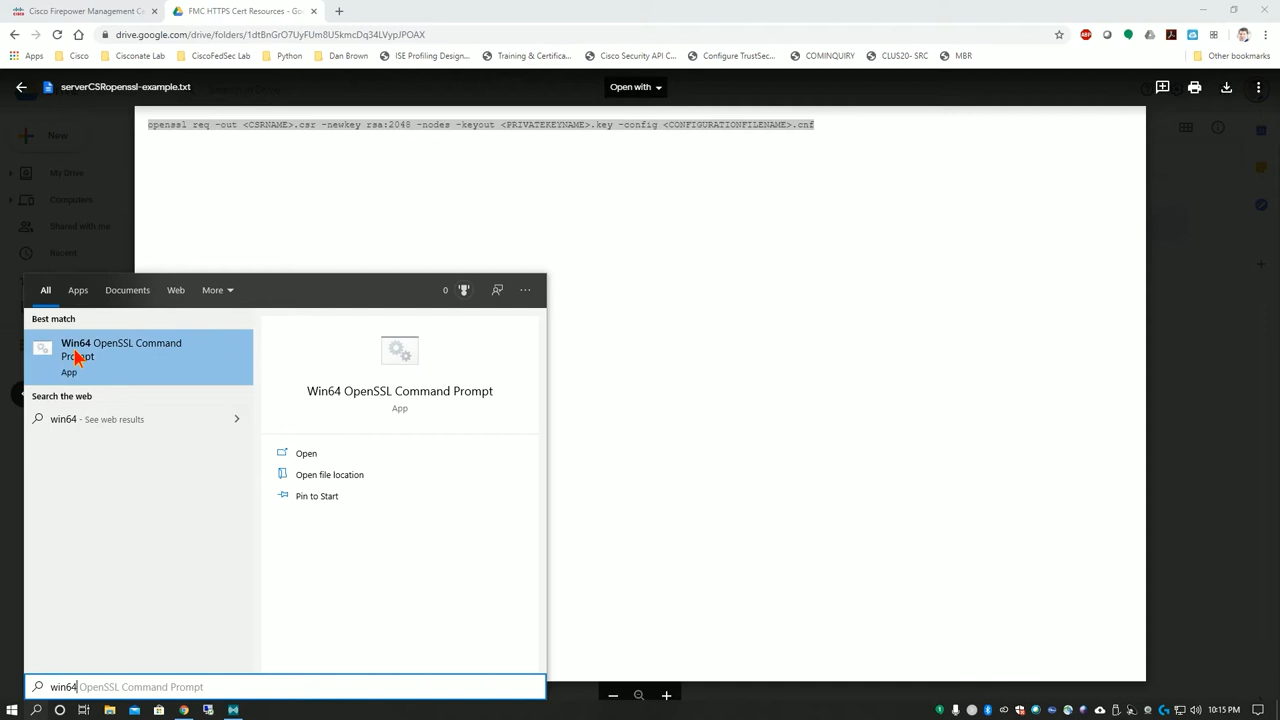 Cisco Firepower Management Ce
FMC HTTPS Cert Resources - Goo
drive.google.com/drive/folders/1dtBnGrO7UyFUm8U5kmcDq34LVypJPOAX
Apps
Cisco
Cisconate Lab
CiscoFedSec Lab
Python
Dan Brown
ISE Profiling Design...
Training & Certifica...
Cisco Security API C...
Configure TrustSec...
COMINQUIRY
CLUS20- SRC
MBR
Other bookmarks
serverCSRopenssl-example.txt
Open with
openssl req -out <CSRNAME>.csr -newkey rsa:2048 -nodes -keyout <PRIVATEKEYNAME>.key -config <CONFIGURATIONFILENAME>.cnf
New
My Drive
Computers
Shared with me
Recent
All
Apps
Documents
Web
More
0
Best match
Win64 OpenSSL Command
Prompt
App
Search the web
win64 - See web results
Win64 OpenSSL Command Prompt
App
Open
Open file location
Pin to Start
win64 OpenSSL Command Prompt
10:15 PM